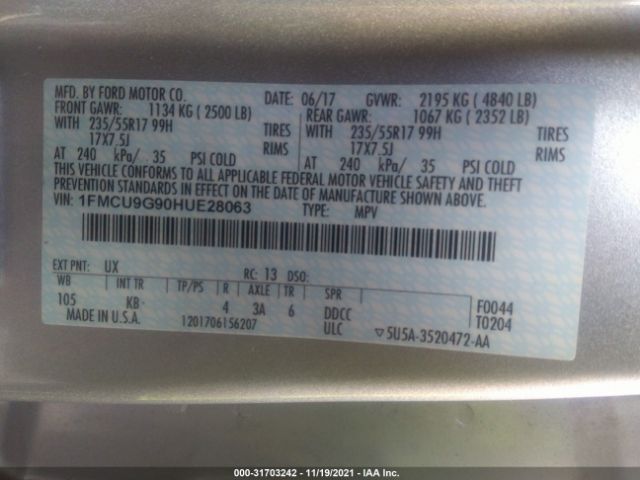 MFD. BY FORD MOTOR CO. DATE: 06/17 GVWR: 2195 KG ( 4840 LB)
FRONT GAWR: 1134 KG ( 2500 LB) REAR GAWR: 1067 KG ( 2352 LB)
WITH 235/55R17 99H TIRES WITH 235/55R17 99H TIRES
17X7.5J RIMS 17X7.5J RIMS
AT 240 kPa/ 35 PSI COLD AT 240 kPa/ 35 PSI COLD
THIS VEHICLE CONFORMS TO ALL APPLICABLE FEDERAL MOTOR VEHICLE SAFETY AND THEFT
PREVENTION STANDARDS IN EFFECT ON THE DATE OF MANUFACTURE SHOWN ABOVE.
VIN: 1FMCU9G90HUE28063 TYPE: MPV
EXT PNT: UX RC: 13 DSO:
WB KB TP/PS R AXLE TR SPR
105 4 3A 6 DDCC F0044
MADE IN U.S.A. 1201706156207 ULC T0204
▽5U5A-3520472-AA
000-31703242 - 11/19/2021 - IAA Inc.